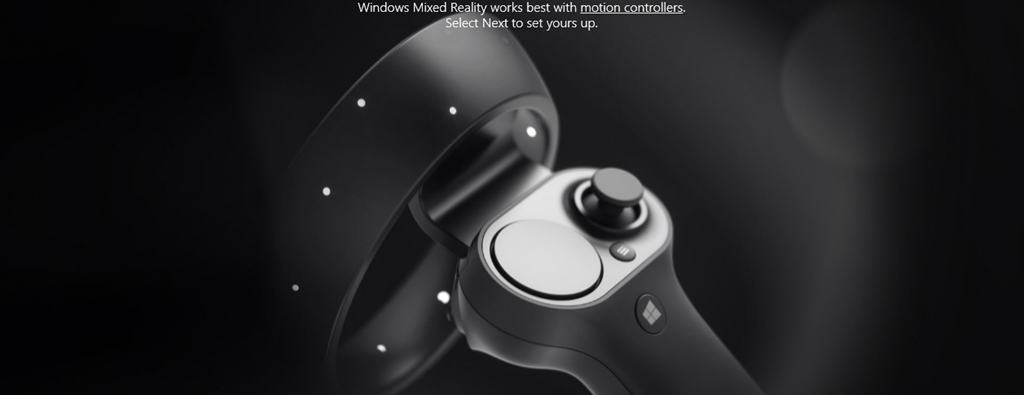 Windows Mixed Reality works best with motion controllers.
Select Next to set yours up.